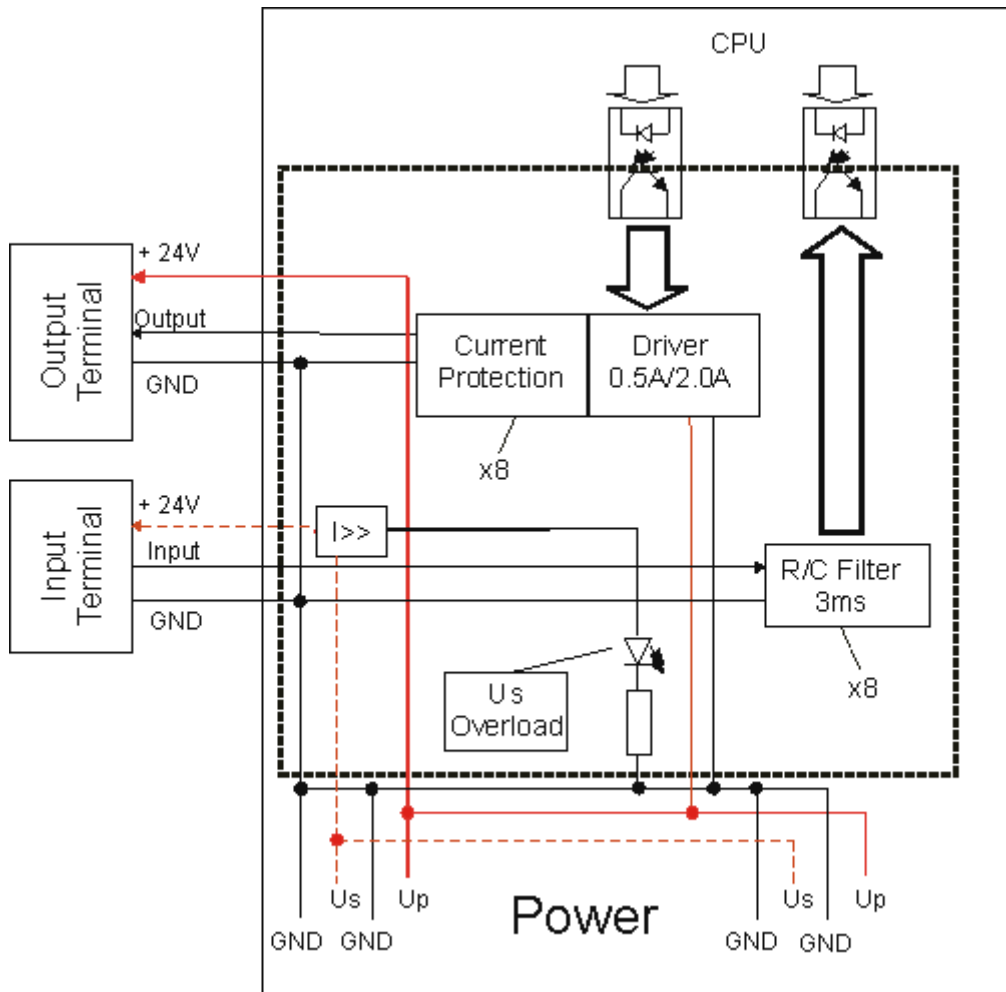 CPU
+ 24V
Output
Terminal
Output
GND
Current
Protection
Driver
0.5A/2.0A
x8
+ 24V
I>>
Input
Terminal
Input
GND
R/C Filter
3ms
x8
Us
Overload
Us
Up
Us
Up
Power
GND
GND
GND
GND